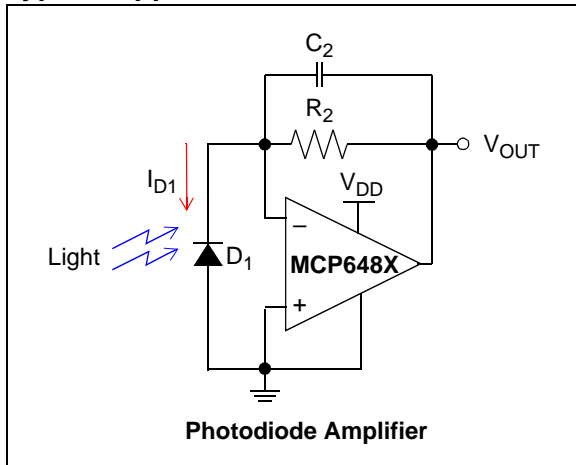 C2
R2
VOUT
ID1
VDD
Light
D1
–
MCP648X
+
Photodiode Amplifier